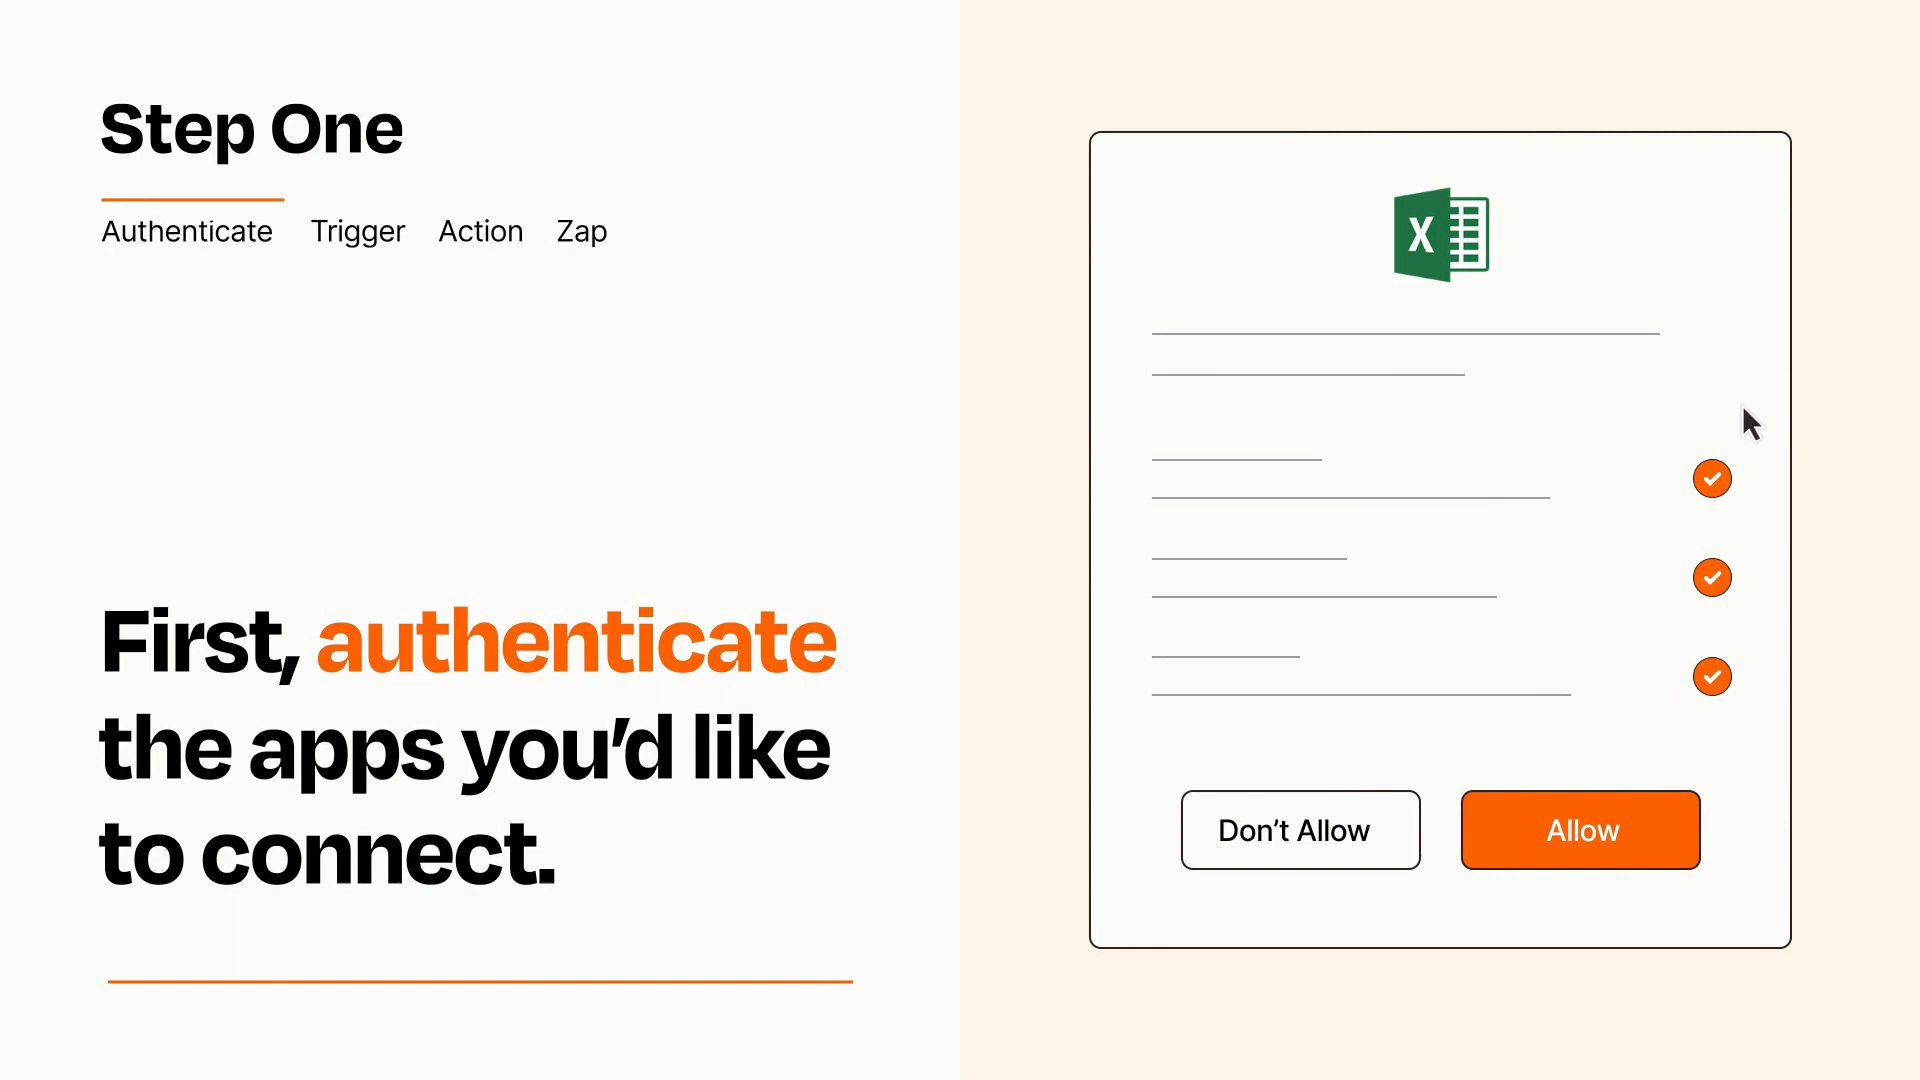 Step One
Authenticate Trigger Action Zap
First, authenticate
the apps you’d like
to connect.
X
Don’t Allow Allow